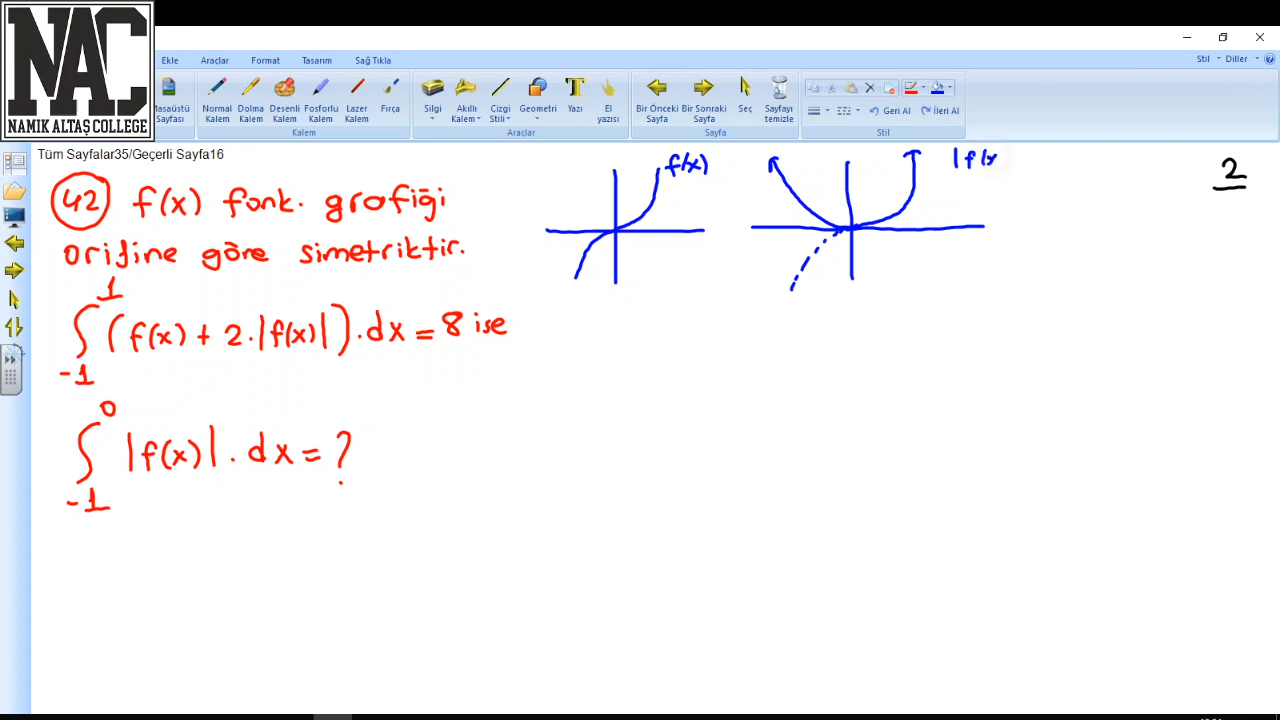 NAC
NAMIK ALTAŞ COLLEGE
Ekle Araçlar Format Tasarım Sağ Tıkla
Stil Diller
Masaüstü Sayfası
Normal Kalem Dolma Kalem Desenli Kalem Fosforlu Kalem Lazer Kalem Fırça
Silgi Akıllı Kalem Çizgi Stili Geometri Yazı El yazısı
Bir Önceki Sayfa Bir Sonraki Sayfa Seç Sayfayı temizle
Geri Al İleri Al
Kalem Araçlar Sayfa Stil
Tüm Sayfalar35/Geçerli Sayfa16
42 f(x) fonk. grafiği
orijine göre simetriktir.
∫_{-1}^{1} (f(x) + 2.|f(x)|).dx = 8 ise
∫_{-1}^{0} |f(x)|.dx = ?
f(x)
|f(x
2